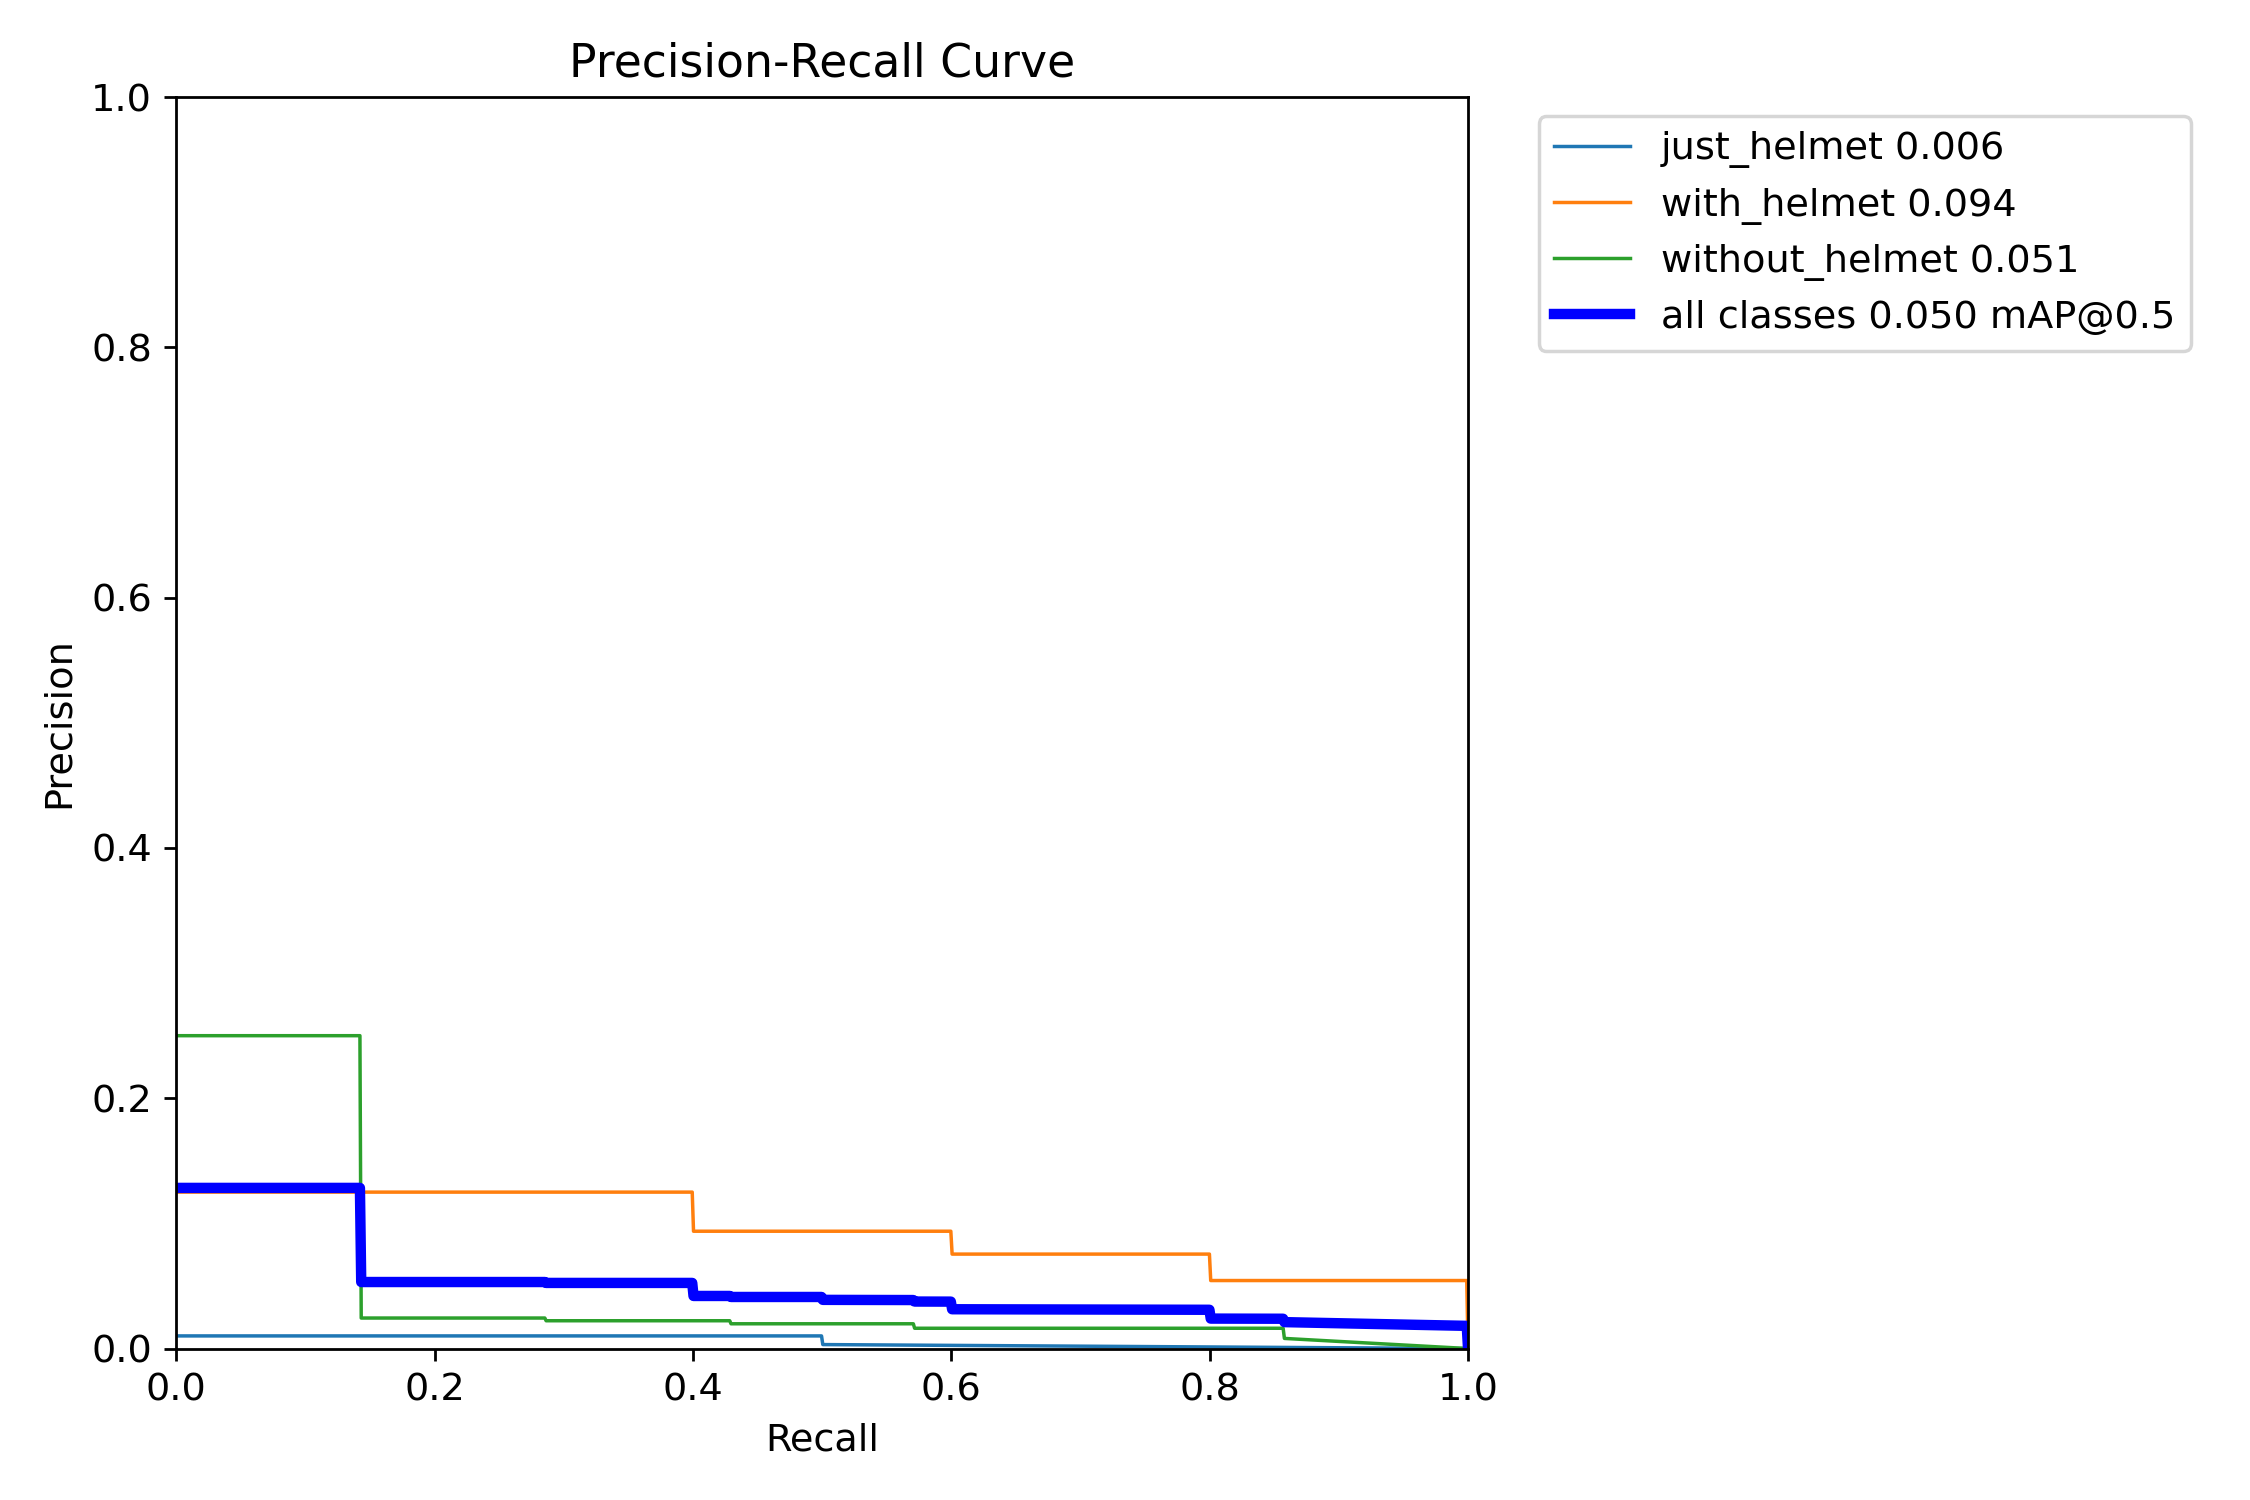 Precision-Recall Curve
1.0
0.8
0.6
0.4
0.2
0.0
Precision
0.0 0.2 0.4 0.6 0.8 1.0
Recall
just_helmet 0.006
with_helmet 0.094
without_helmet 0.051
all classes 0.050 mAP@0.5